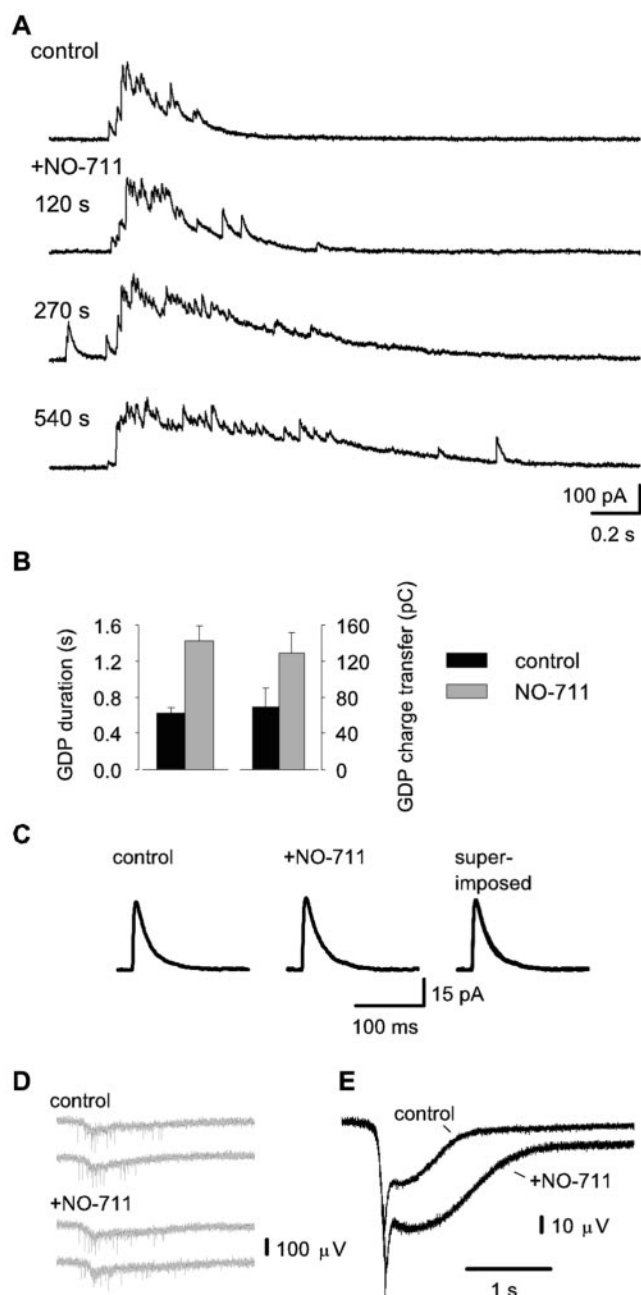 A
control
+NO-711
120 s
270 s
540 s
100 pA
0.2 s
B
GDP duration (s)
1.6
1.2
0.8
0.4
0.0
160
120
80
40
0
GDP charge transfer (pC)
control
NO-711
C
control
+NO-711
super-
imposed
15 pA
100 ms
D
control
+NO-711
100 μV
E
control
+NO-711
10 μV
1 s